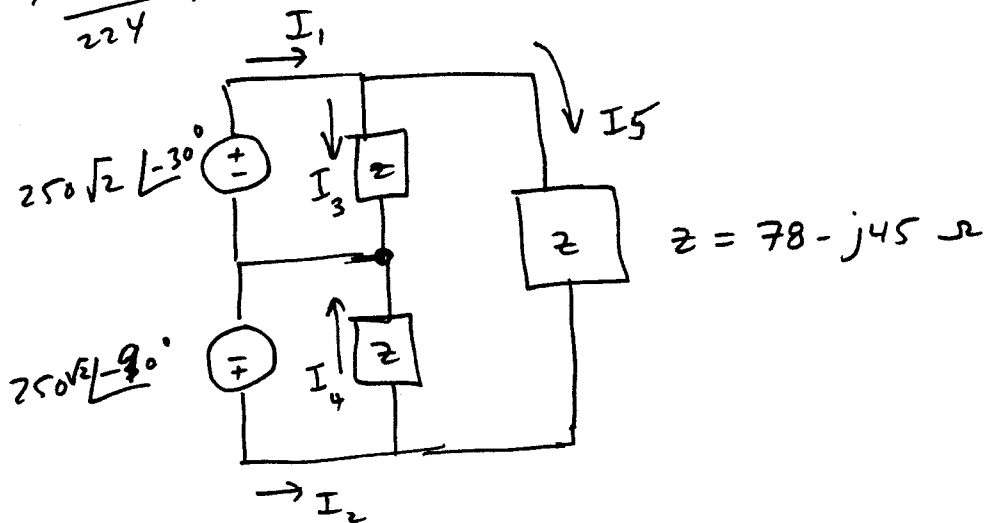 224
I₁
I5
250√2 ∠-30°
+
-
I₃
z
z
z = 78 - j45 Ω
-
+
250√2 ∠-90°
I₄
z
I₂